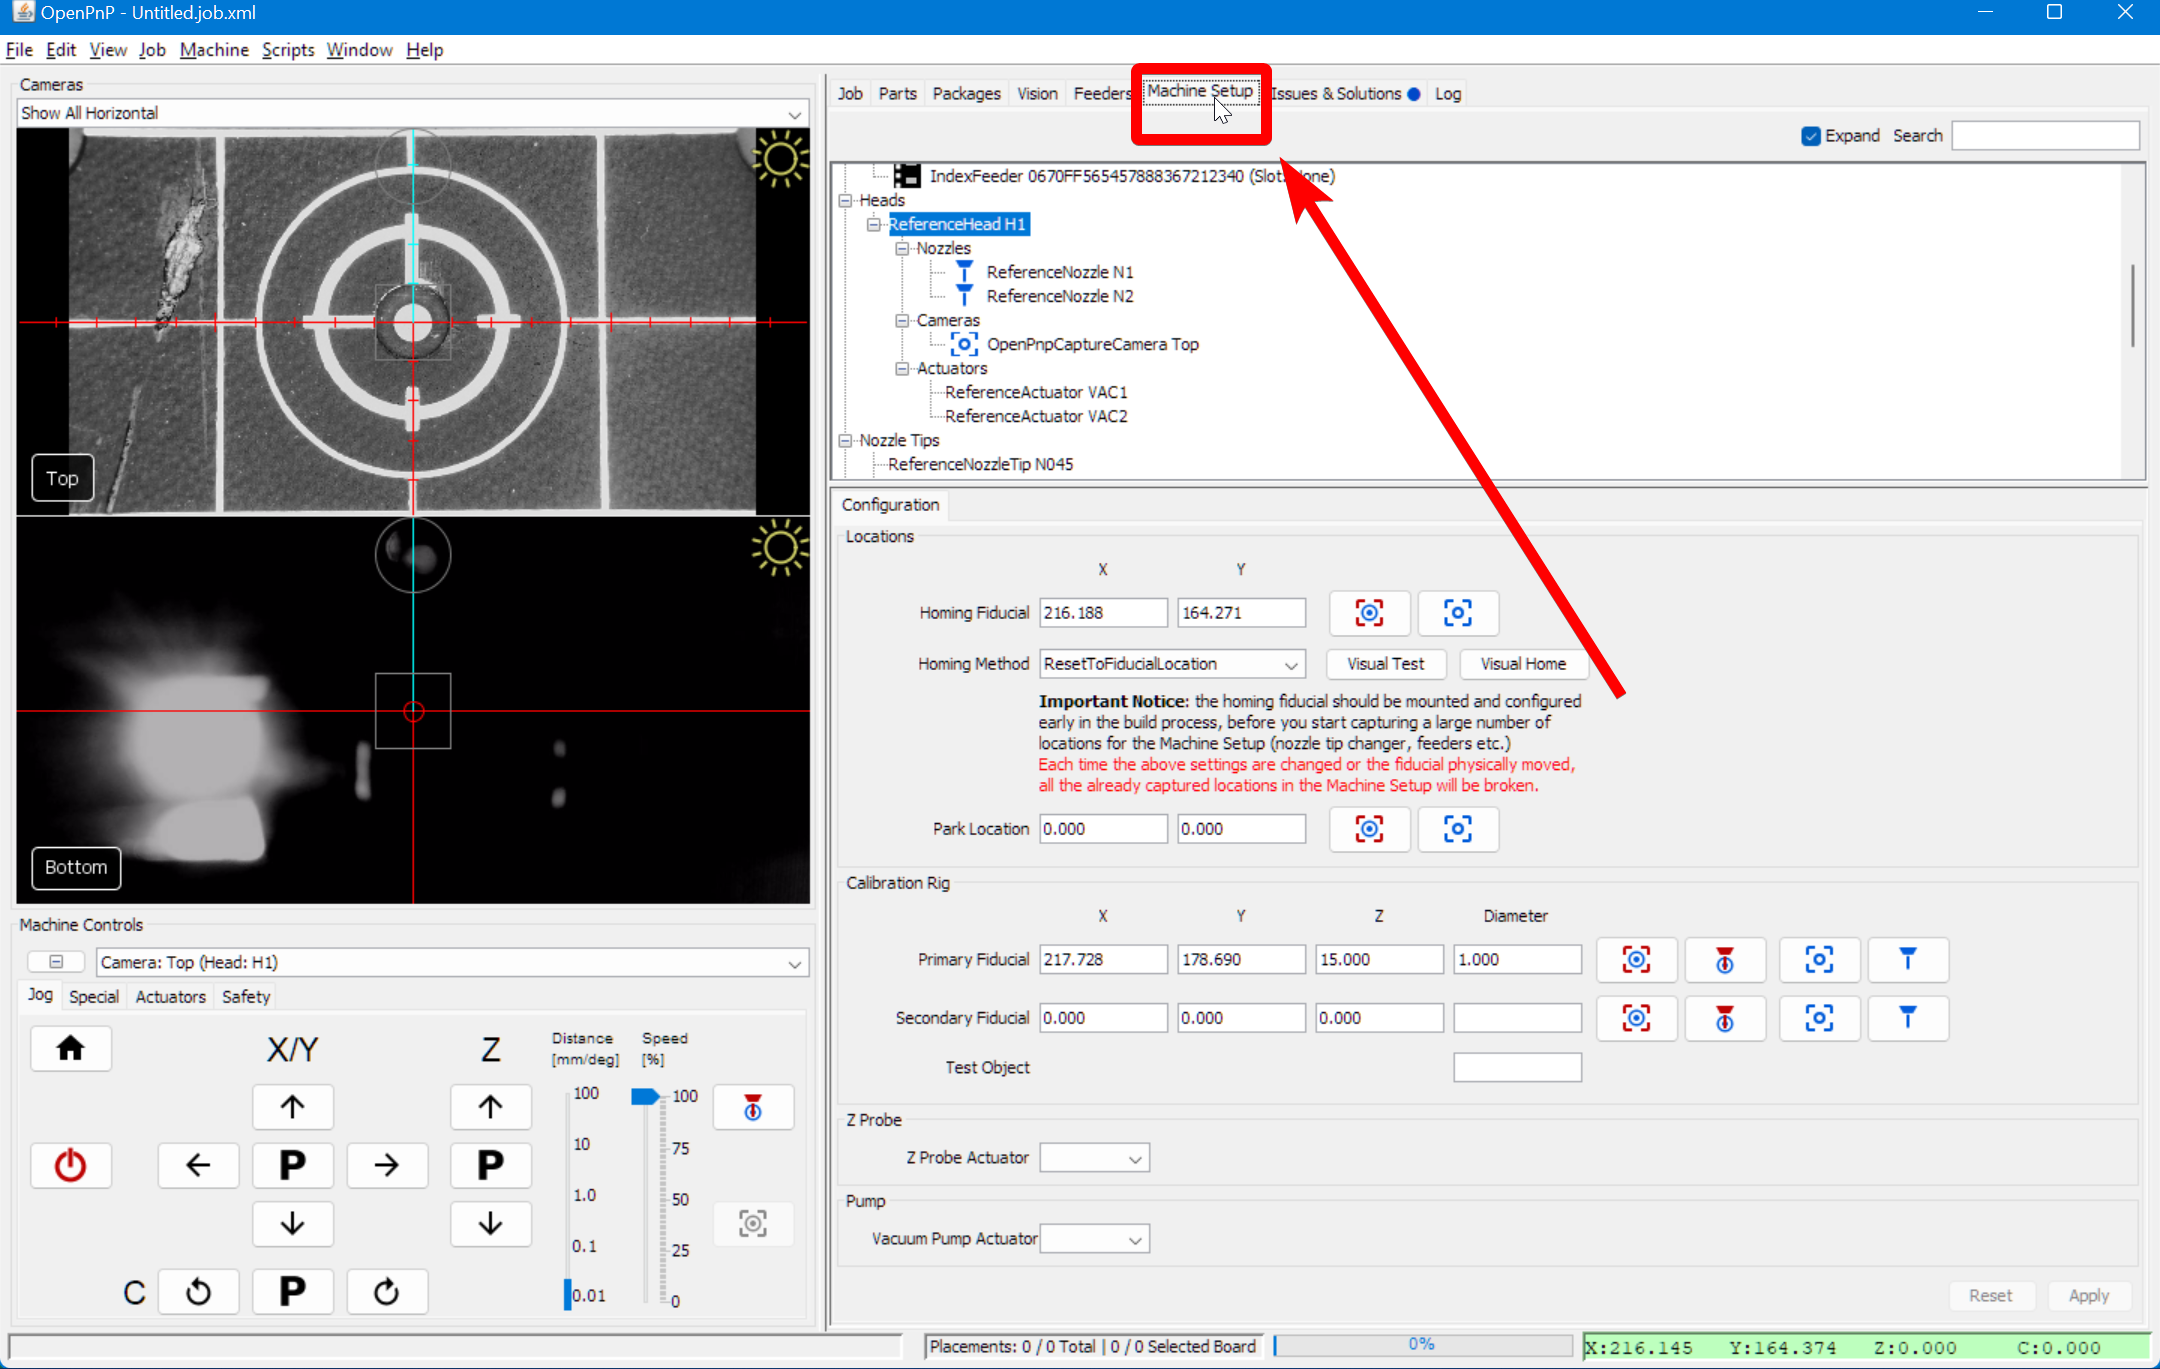 OpenPnP - Untitled.job.xml
File Edit View Job Machine Scripts Window Help
Cameras
Show All Horizontal
Top
Bottom
Machine Controls
Camera: Top (Head: H1)
Jog Special Actuators Safety
X/Y Z
Distance [mm/deg]
Speed [%]
100
10
1.0
0.1
0.01
100
75
50
25
0
P P
C P
Job Parts Packages Vision Feeders Machine Setup Issues & Solutions Log
Expand Search
IndexFeeder 0670FF565457888367212340 (Slot: None)
Heads
ReferenceHead H1
Nozzles
ReferenceNozzle N1
ReferenceNozzle N2
Cameras
OpenPnpCaptureCamera Top
Actuators
ReferenceActuator VAC1
ReferenceActuator VAC2
Nozzle Tips
ReferenceNozzleTip N045
Configuration
Locations
X Y
Homing Fiducial 216.188 164.271
Homing Method ResetToFiducialLocation Visual Test Visual Home
Important Notice: the homing fiducial should be mounted and configured
early in the build process, before you start capturing a large number of
locations for the Machine Setup (nozzle tip changer, feeders etc.)
Each time the above settings are changed or the fiducial physically moved,
all the already captured locations in the Machine Setup will be broken.
Park Location 0.000 0.000
Calibration Rig
X Y Z Diameter
Primary Fiducial 217.728 178.690 15.000 1.000
Secondary Fiducial 0.000 0.000 0.000
Test Object
Z Probe
Z Probe Actuator
Pump
Vacuum Pump Actuator
Reset Apply
Placements: 0 / 0 Total | 0 / 0 Selected Board 0% X:216.145 Y:164.374 Z:0.000 C:0.000